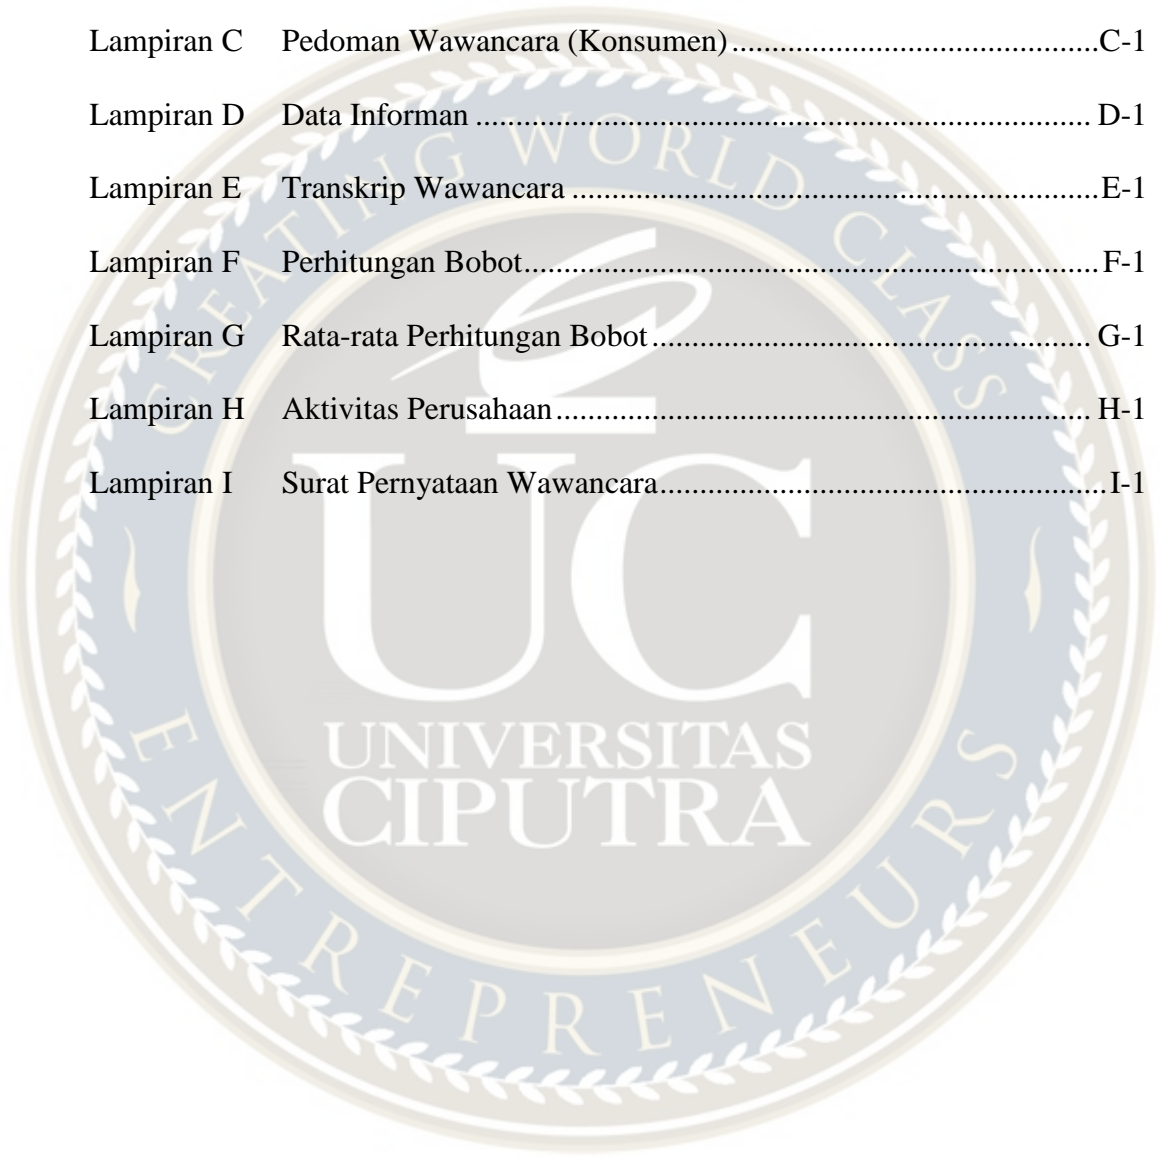 Lampiran C Pedoman Wawancara (Konsumen)..............................................C-1
Lampiran D Data Informan............................................................................ D-1
Lampiran E Transkrip Wawancara.................................................................E-1
Lampiran F Perhitungan Bobot.......................................................................F-1
Lampiran G Rata-rata Perhitungan Bobot...................................................... G-1
Lampiran H Aktivitas Perusahaan.................................................................. H-1
Lampiran I Surat Pernyataan Wawancara........................................................I-1
CREATING WORLD CLASS
UC
UNIVERSITAS
CIPUTRA
ENTREPRENEURS